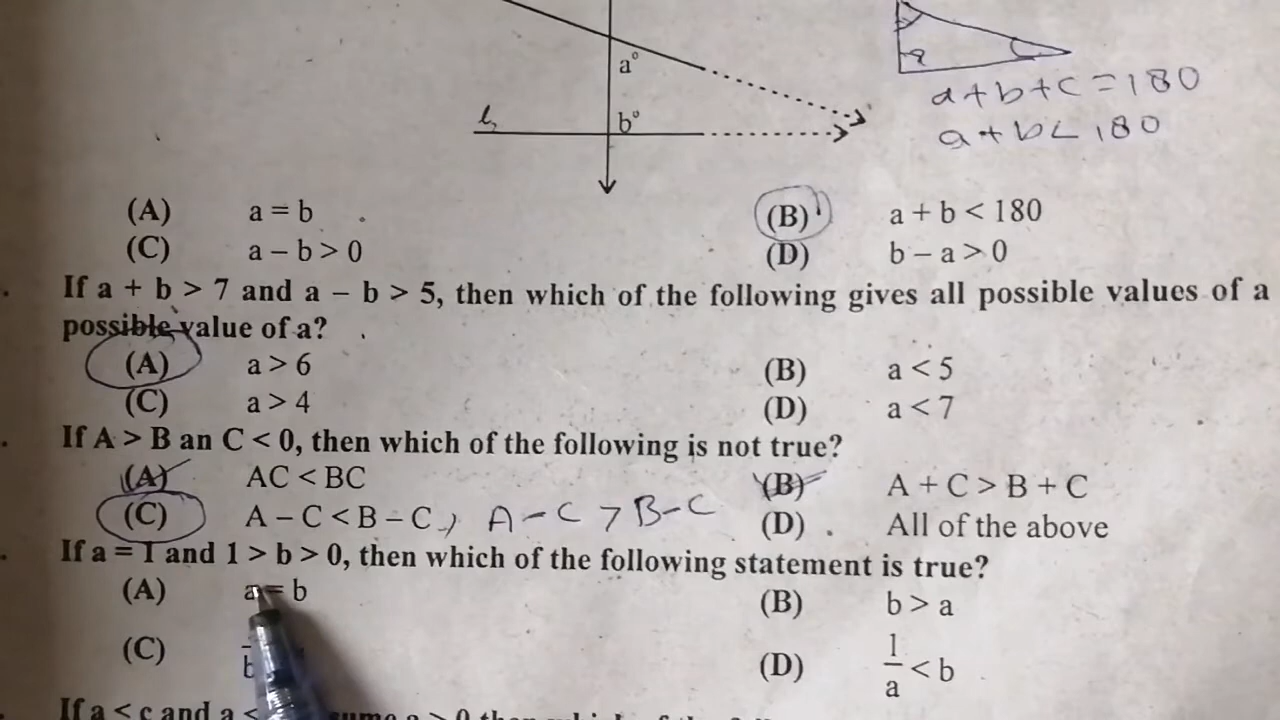 a°
a + b + c = 180
l₂ b°
a + b < 180
(A) a = b (B) a + b < 180
(C) a – b > 0 (D) b – a > 0
If a + b > 7 and a – b > 5, then which of the following gives all possible values of a
possible value of a?
(A) a > 6 (B) a < 5
(C) a > 4 (D) a < 7
If A > B an C < 0, then which of the following is not true?
(A) AC < BC (B) A + C > B + C
(C) A – C < B – C, A – C > B – C (D) All of the above
If a = 1 and 1 > b > 0, then which of the following statement is true?
(A) a = b (B) b > a
(C) b (D) 1/a < b
If a < c and a <